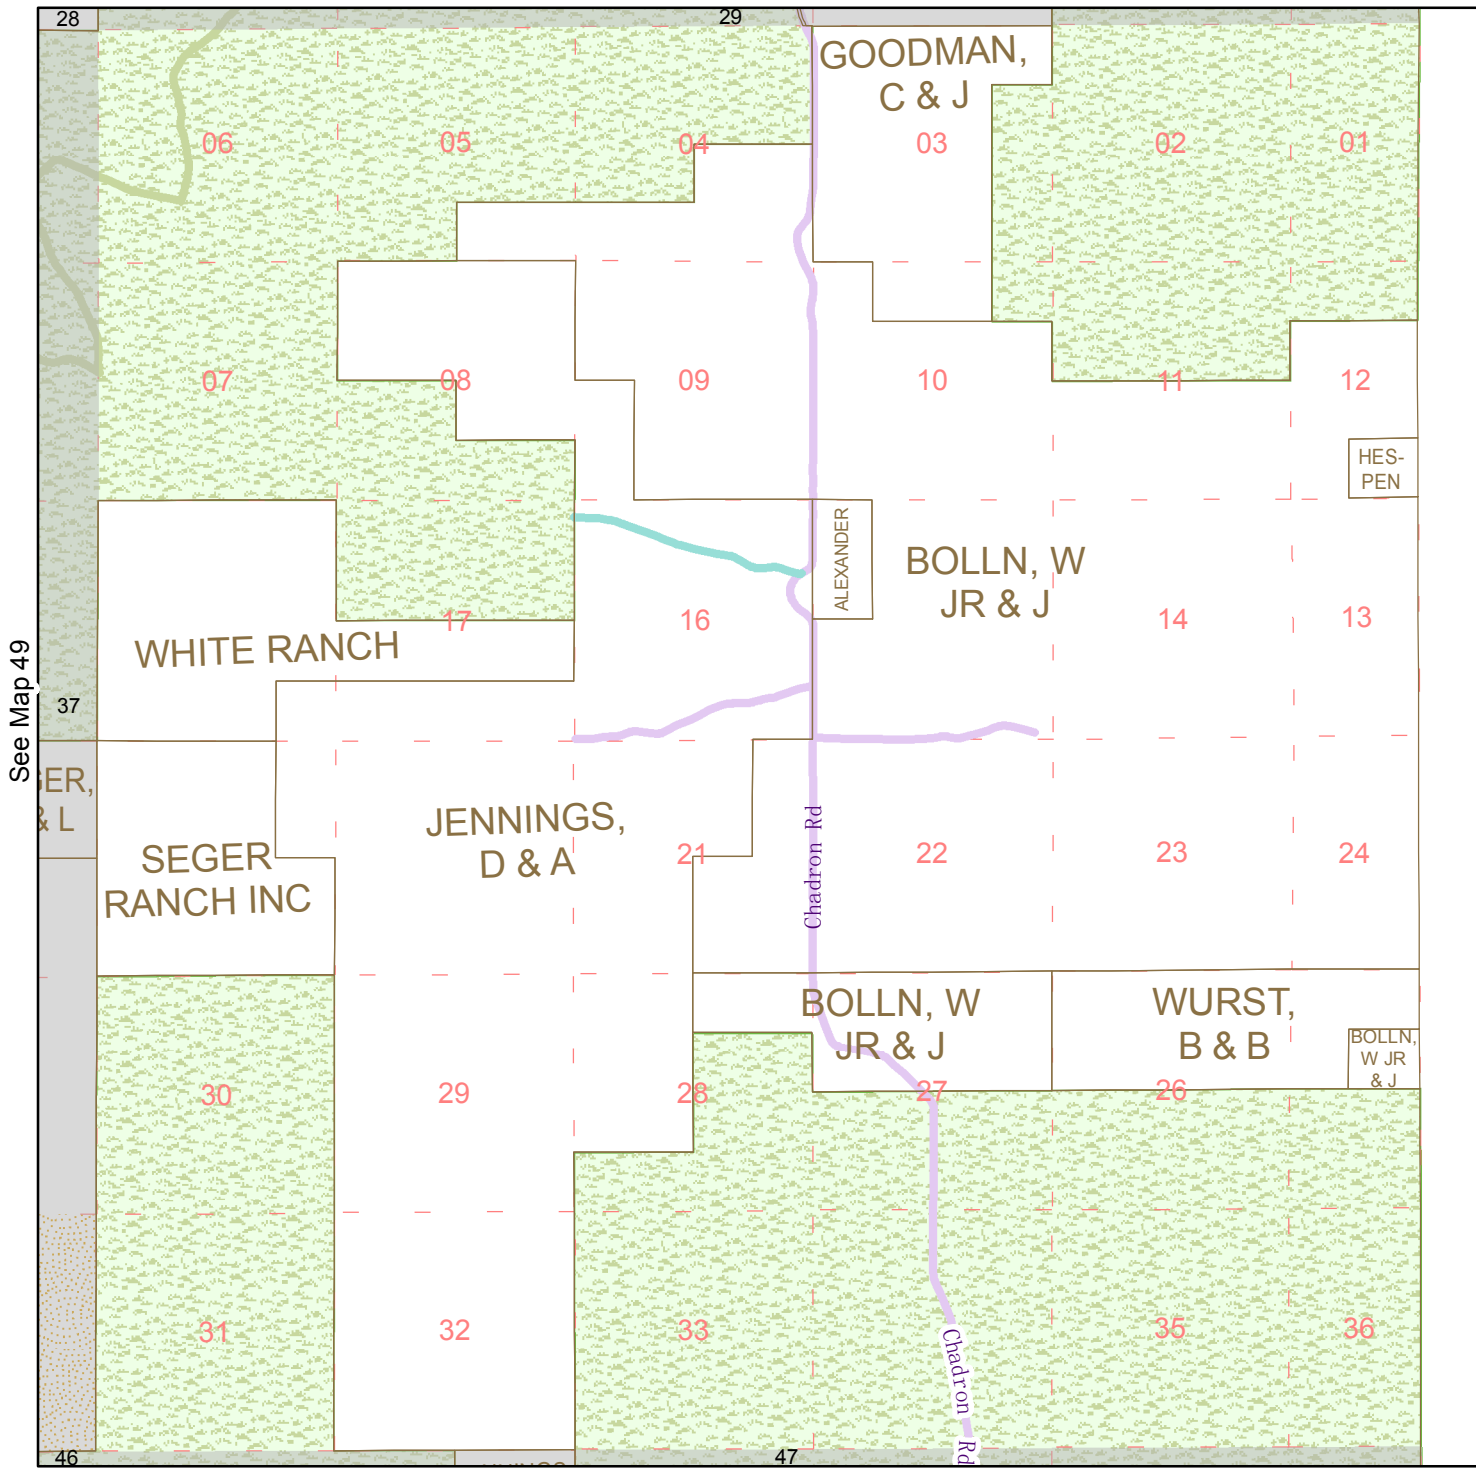 28
29
GOODMAN,
C & J
06
05
04
03
02
01
07
08
09
10
11
12
HES-
PEN
ALEXANDER
BOLLN, W
JR & J
17
16
14
13
WHITE RANCH
See Map 49
37
GER,
& L
SEGER
RANCH INC
JENNINGS,
D & A
21
Chadron Rd
22
23
24
BOLLN, W
JR & J
WURST,
B & B
BOLLN,
W JR
& J
30
29
28
27
26
31
32
33
Chadron Rd
35
36
46
47